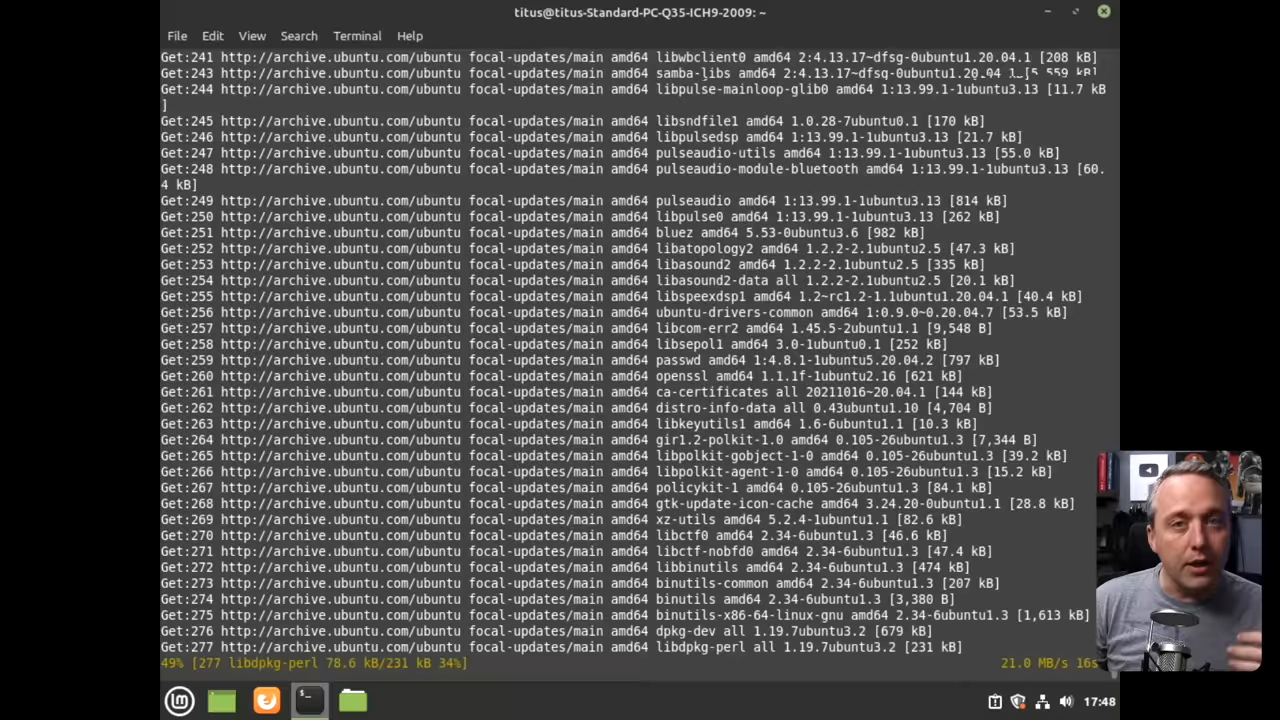 titus@titus-Standard-PC-Q35-ICH9-2009: ~
File Edit View Search Terminal Help
Get:241 http://archive.ubuntu.com/ubuntu focal-updates/main amd64 libwbclient0 amd64 2:4.13.17~dfsg-0ubuntu1.20.04.1 [208 kB]
Get:243 http://archive.ubuntu.com/ubuntu focal-updates/main amd64 samba-libs amd64 2:4.13.17~dfsg-0ubuntu1.20.04.1 [5,559 kB]
Get:244 http://archive.ubuntu.com/ubuntu focal-updates/main amd64 libpulse-mainloop-glib0 amd64 1:13.99.1-1ubuntu3.13 [11.7 kB
]
Get:245 http://archive.ubuntu.com/ubuntu focal-updates/main amd64 libsndfile1 amd64 1.0.28-7ubuntu0.1 [170 kB]
Get:246 http://archive.ubuntu.com/ubuntu focal-updates/main amd64 libpulsedsp amd64 1:13.99.1-1ubuntu3.13 [21.7 kB]
Get:247 http://archive.ubuntu.com/ubuntu focal-updates/main amd64 pulseaudio-utils amd64 1:13.99.1-1ubuntu3.13 [55.0 kB]
Get:248 http://archive.ubuntu.com/ubuntu focal-updates/main amd64 pulseaudio-module-bluetooth amd64 1:13.99.1-1ubuntu3.13 [60.
4 kB]
Get:249 http://archive.ubuntu.com/ubuntu focal-updates/main amd64 pulseaudio amd64 1:13.99.1-1ubuntu3.13 [814 kB]
Get:250 http://archive.ubuntu.com/ubuntu focal-updates/main amd64 libpulse0 amd64 1:13.99.1-1ubuntu3.13 [262 kB]
Get:251 http://archive.ubuntu.com/ubuntu focal-updates/main amd64 bluez amd64 5.53-0ubuntu3.6 [982 kB]
Get:252 http://archive.ubuntu.com/ubuntu focal-updates/main amd64 libatopology2 amd64 1.2.2-2.1ubuntu2.5 [47.3 kB]
Get:253 http://archive.ubuntu.com/ubuntu focal-updates/main amd64 libasound2 amd64 1.2.2-2.1ubuntu2.5 [335 kB]
Get:254 http://archive.ubuntu.com/ubuntu focal-updates/main amd64 libasound2-data all 1.2.2-2.1ubuntu2.5 [20.1 kB]
Get:255 http://archive.ubuntu.com/ubuntu focal-updates/main amd64 libspeexdsp1 amd64 1.2~rc1.2-1.1ubuntu1.20.04.1 [40.4 kB]
Get:256 http://archive.ubuntu.com/ubuntu focal-updates/main amd64 ubuntu-drivers-common amd64 1:0.9.0~0.20.04.7 [53.5 kB]
Get:257 http://archive.ubuntu.com/ubuntu focal-updates/main amd64 libcom-err2 amd64 1.45.5-2ubuntu1.1 [9,548 B]
Get:258 http://archive.ubuntu.com/ubuntu focal-updates/main amd64 libsepol1 amd64 3.0-1ubuntu0.1 [252 kB]
Get:259 http://archive.ubuntu.com/ubuntu focal-updates/main amd64 passwd amd64 1:4.8.1-1ubuntu5.20.04.2 [797 kB]
Get:260 http://archive.ubuntu.com/ubuntu focal-updates/main amd64 openssl amd64 1.1.1f-1ubuntu2.16 [621 kB]
Get:261 http://archive.ubuntu.com/ubuntu focal-updates/main amd64 ca-certificates all 20211016~20.04.1 [144 kB]
Get:262 http://archive.ubuntu.com/ubuntu focal-updates/main amd64 distro-info-data all 0.43ubuntu1.10 [4,704 B]
Get:263 http://archive.ubuntu.com/ubuntu focal-updates/main amd64 libkeyutils1 amd64 1.6-6ubuntu1.1 [10.3 kB]
Get:264 http://archive.ubuntu.com/ubuntu focal-updates/main amd64 gir1.2-polkit-1.0 amd64 0.105-26ubuntu1.3 [7,344 B]
Get:265 http://archive.ubuntu.com/ubuntu focal-updates/main amd64 libpolkit-gobject-1-0 amd64 0.105-26ubuntu1.3 [39.2 kB]
Get:266 http://archive.ubuntu.com/ubuntu focal-updates/main amd64 libpolkit-agent-1-0 amd64 0.105-26ubuntu1.3 [15.2 kB]
Get:267 http://archive.ubuntu.com/ubuntu focal-updates/main amd64 policykit-1 amd64 0.105-26ubuntu1.3 [84.1 kB]
Get:268 http://archive.ubuntu.com/ubuntu focal-updates/main amd64 gtk-update-icon-cache amd64 3.24.20-0ubuntu1.1 [28.8 kB]
Get:269 http://archive.ubuntu.com/ubuntu focal-updates/main amd64 xz-utils amd64 5.2.4-1ubuntu1.1 [82.6 kB]
Get:270 http://archive.ubuntu.com/ubuntu focal-updates/main amd64 libctf0 amd64 2.34-6ubuntu1.3 [46.6 kB]
Get:271 http://archive.ubuntu.com/ubuntu focal-updates/main amd64 libctf-nobfd0 amd64 2.34-6ubuntu1.3 [47.4 kB]
Get:272 http://archive.ubuntu.com/ubuntu focal-updates/main amd64 libbinutils amd64 2.34-6ubuntu1.3 [474 kB]
Get:273 http://archive.ubuntu.com/ubuntu focal-updates/main amd64 binutils-common amd64 2.34-6ubuntu1.3 [207 kB]
Get:274 http://archive.ubuntu.com/ubuntu focal-updates/main amd64 binutils amd64 2.34-6ubuntu1.3 [3,380 B]
Get:275 http://archive.ubuntu.com/ubuntu focal-updates/main amd64 binutils-x86-64-linux-gnu amd64 2.34-6ubuntu1.3 [1,613 kB]
Get:276 http://archive.ubuntu.com/ubuntu focal-updates/main amd64 dpkg-dev all 1.19.7ubuntu3.2 [679 kB]
Get:277 http://archive.ubuntu.com/ubuntu focal-updates/main amd64 libdpkg-perl all 1.19.7ubuntu3.2 [231 kB]
49% [277 libdpkg-perl 78.6 kB/231 kB 34%] 21.0 MB/s 16s
17:48